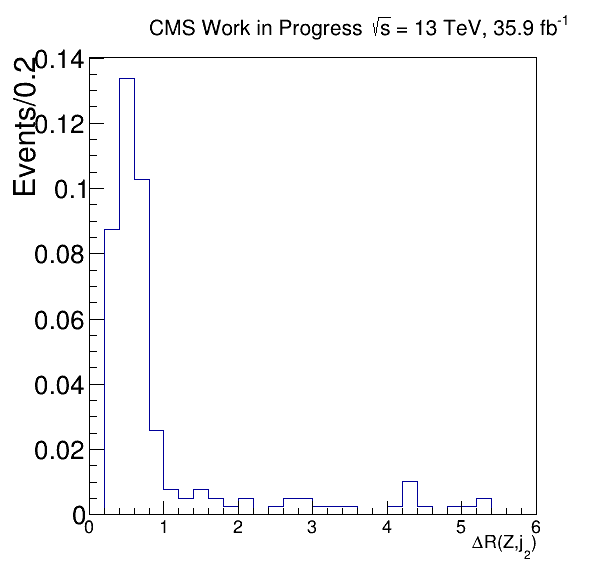 CMS Work in Progress √s = 13 TeV, 35.9 fb⁻¹
Events/0.2
0.14
0.12
0.1
0.08
0.06
0.04
0.02
0
0 1 2 3 4 5 6
ΔR(Z,j₂)